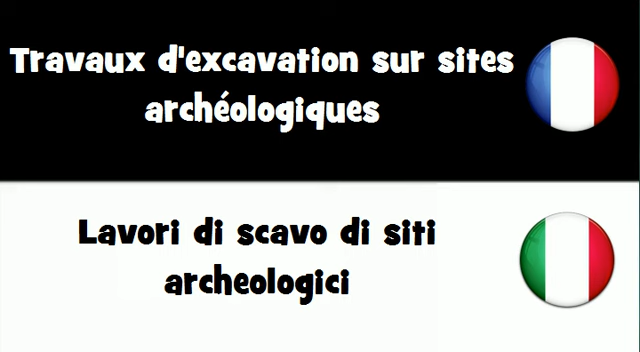 Travaux d'excavation sur sites
archéologiques
Lavori di scavo di siti
archeologici